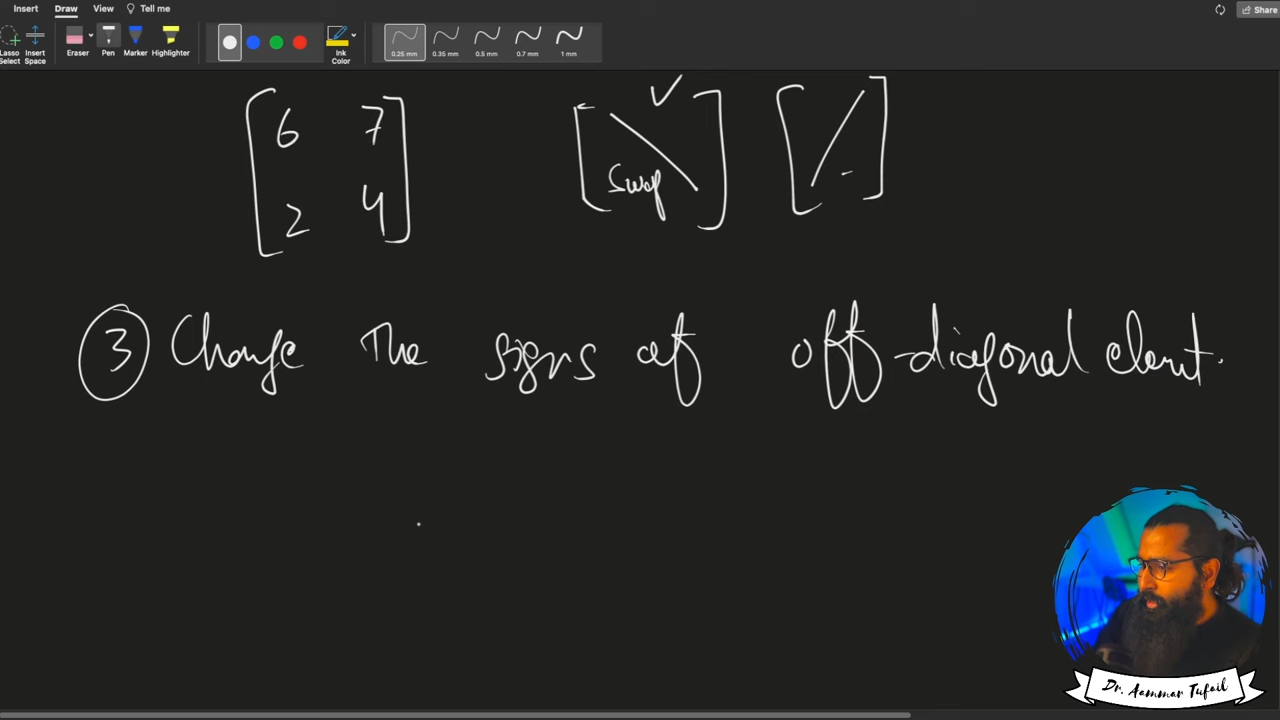 Insert Draw View Tell me Share
Lasso Select Insert Space Eraser Pen Marker Highlighter Ink Color 0.25 mm 0.35 mm 0.5 mm 0.7 mm 1 mm
6 7
2 4
Swap
-
3 Change The signs of off-diagonal
Dr. Aammar Tufail